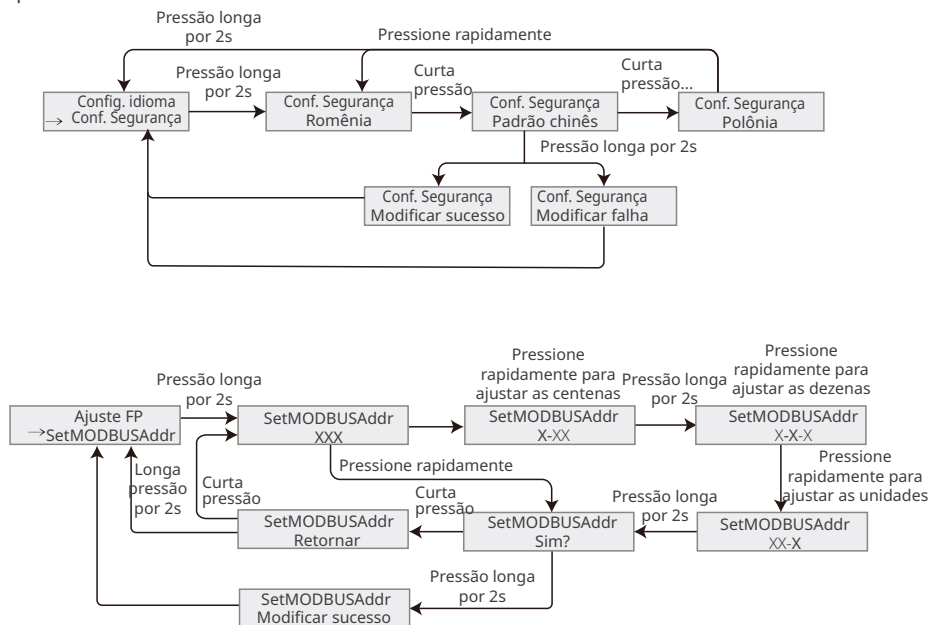 Pressão longa
por 2s
Pressione rapidamente
Pressão longa
por 2s
Curta
pressão
Curta
pressão...
Config. idioma
→ Conf. Segurança
Conf. Segurança
Romênia
Conf. Segurança
Padrão chinês
Conf. Segurança
Polônia
Pressão longa por 2s
Conf. Segurança
Modificar sucesso
Conf. Segurança
Modificar falha
Pressão longa
por 2s
Pressione
rapidamente para
ajustar as centenas
Pressão longa
por 2s
Pressione
rapidamente para
ajustar as dezenas
Ajuste FP
→SetMODBUSAddr
SetMODBUSAddr
XXX
SetMODBUSAddr
X-XX
SetMODBUSAddr
X-X-X
Longa
pressão
por 2s
Curta
pressão
Pressione rapidamente
Curta
pressão
Pressão longa
por 2s
Pressione
rapidamente para
ajustar as unidades
SetMODBUSAddr
Retornar
SetMODBUSAddr
Sim?
SetMODBUSAddr
XX-X
Pressão longa
por 2s
SetMODBUSAddr
Modificar sucesso